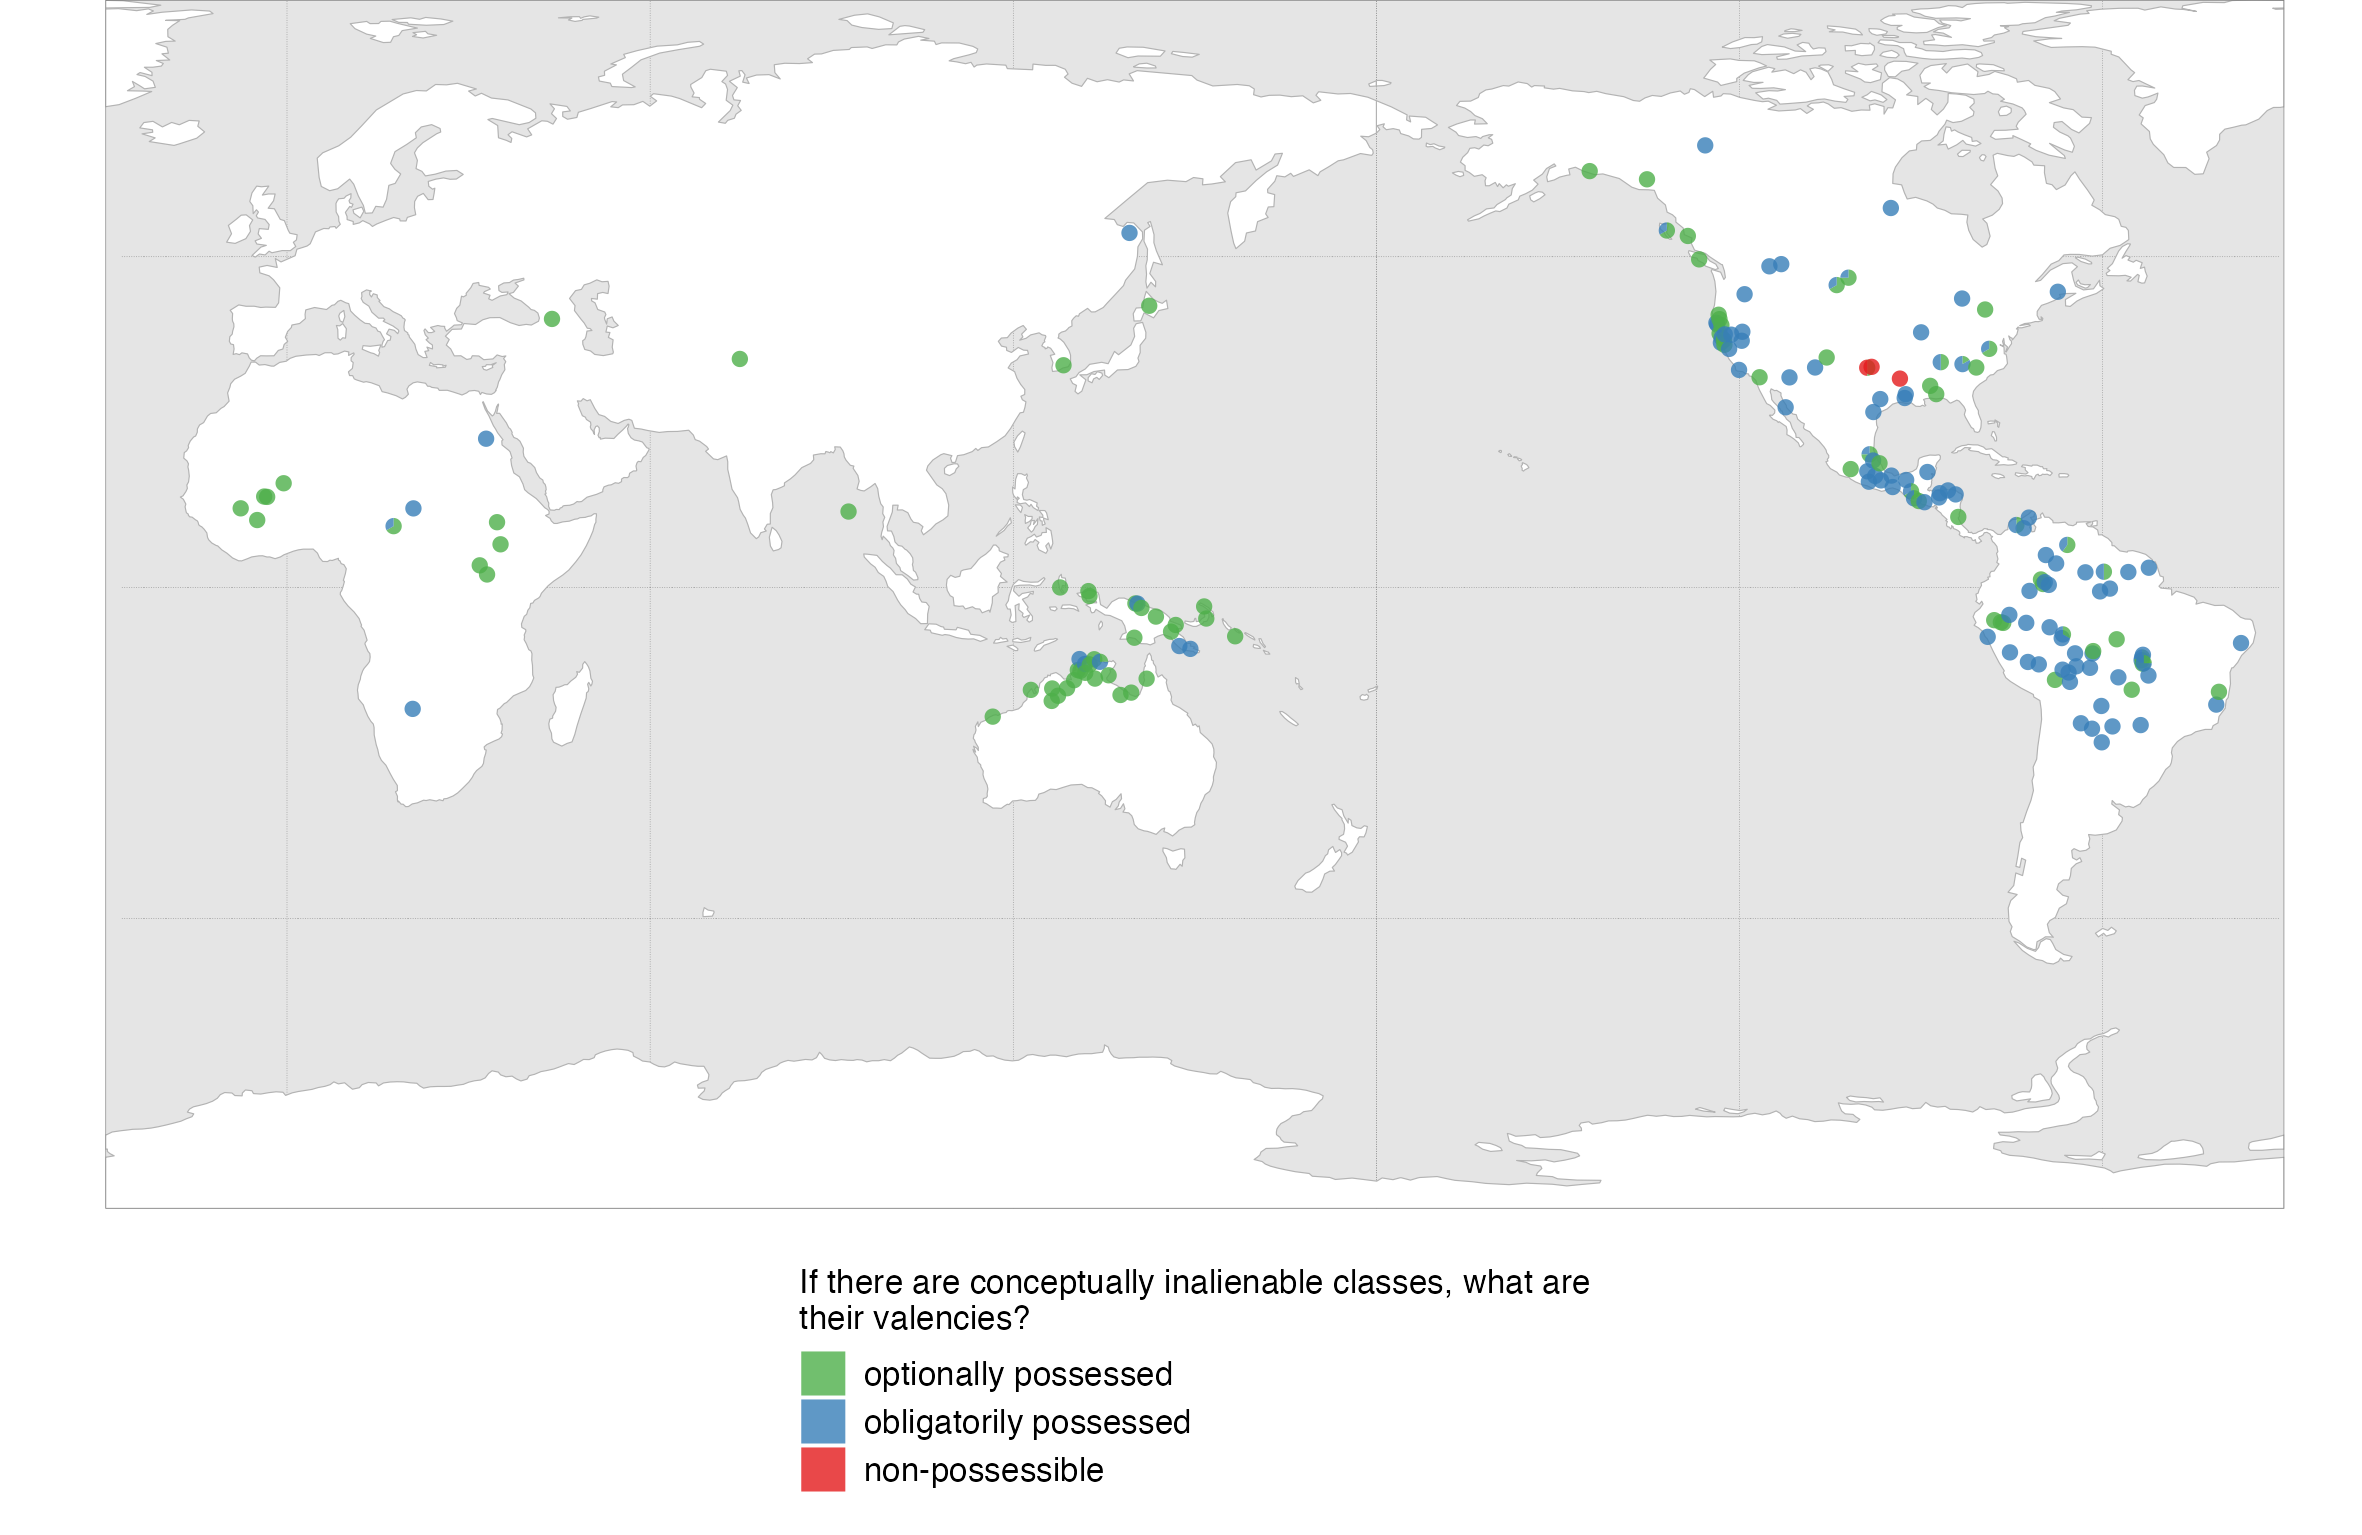 If there are conceptually inalienable classes, what are
their valencies?
optionally possessed
obligatorily possessed
non-possessible